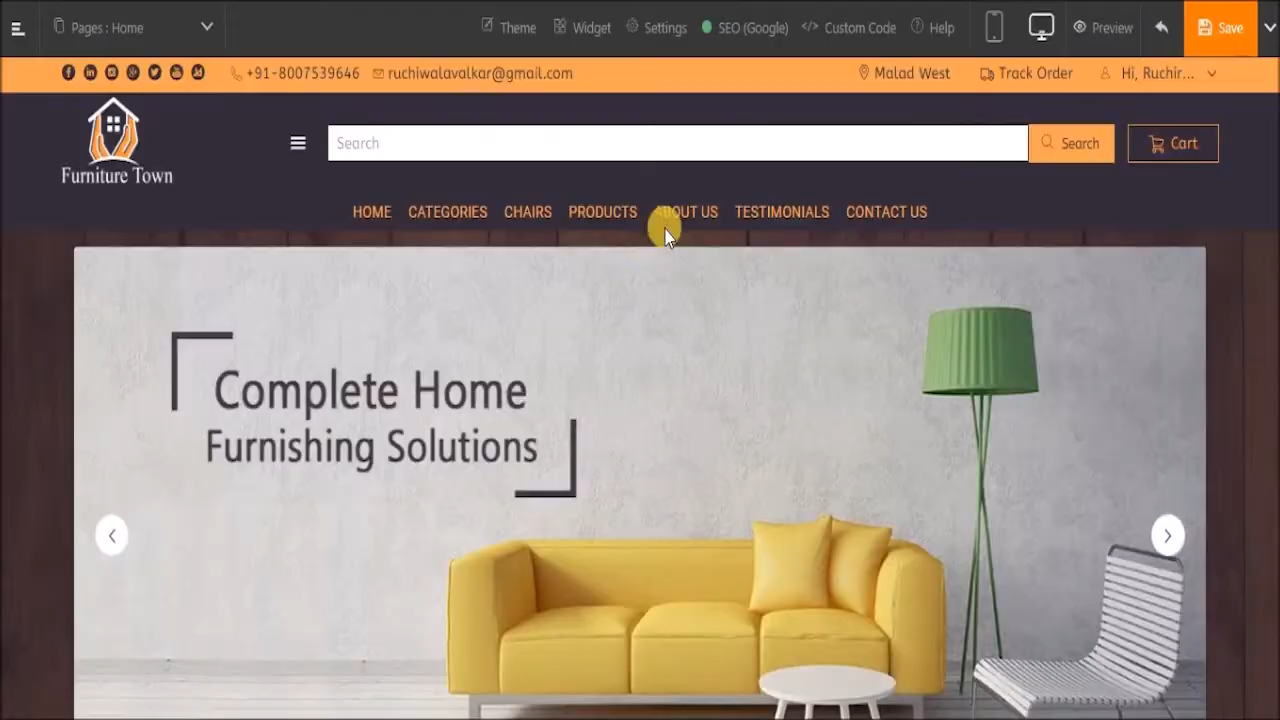 Pages : Home
Theme
Widget
Settings
SEO (Google)
Custom Code
Help
Preview
Save
+91-8007539646
ruchiwalavalkar@gmail.com
Malad West
Track Order
Hi, Ruchir...
Furniture Town
Search
Search
Cart
HOME
CATEGORIES
CHAIRS
PRODUCTS
ABOUT US
TESTIMONIALS
CONTACT US
Complete Home
Furnishing Solutions